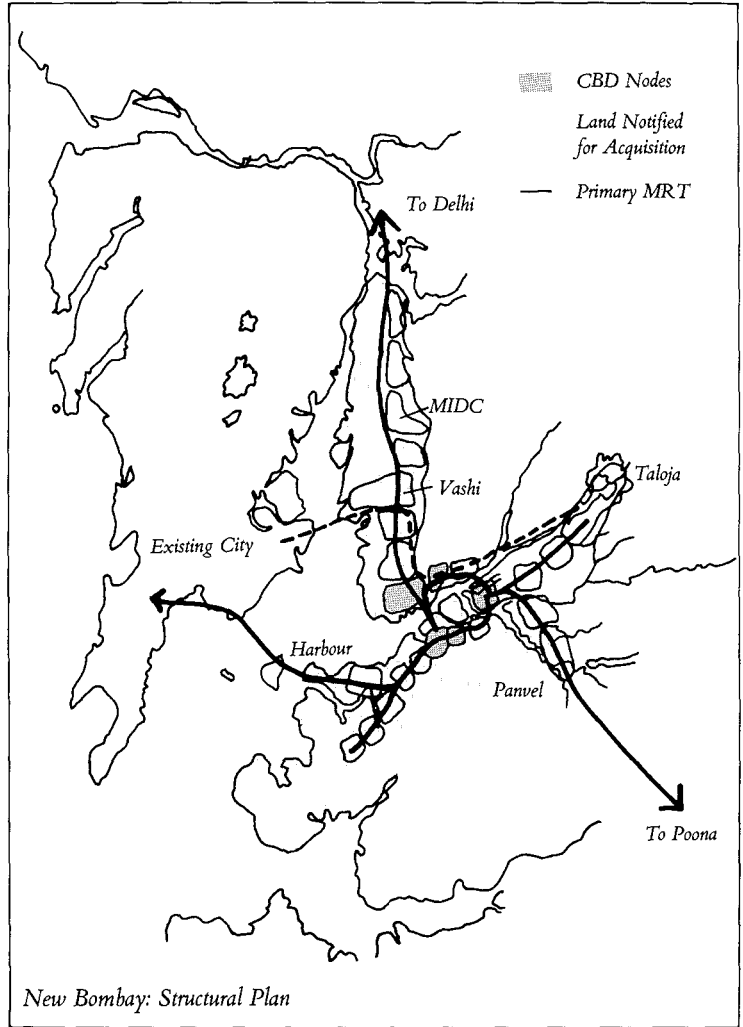 CBD Nodes
Land Notified
for Acquisition
Primary MRT
To Delhi
MIDC
Vashi
Taloja
Existing City
Harbour
Panvel
To Poona
New Bombay: Structural Plan